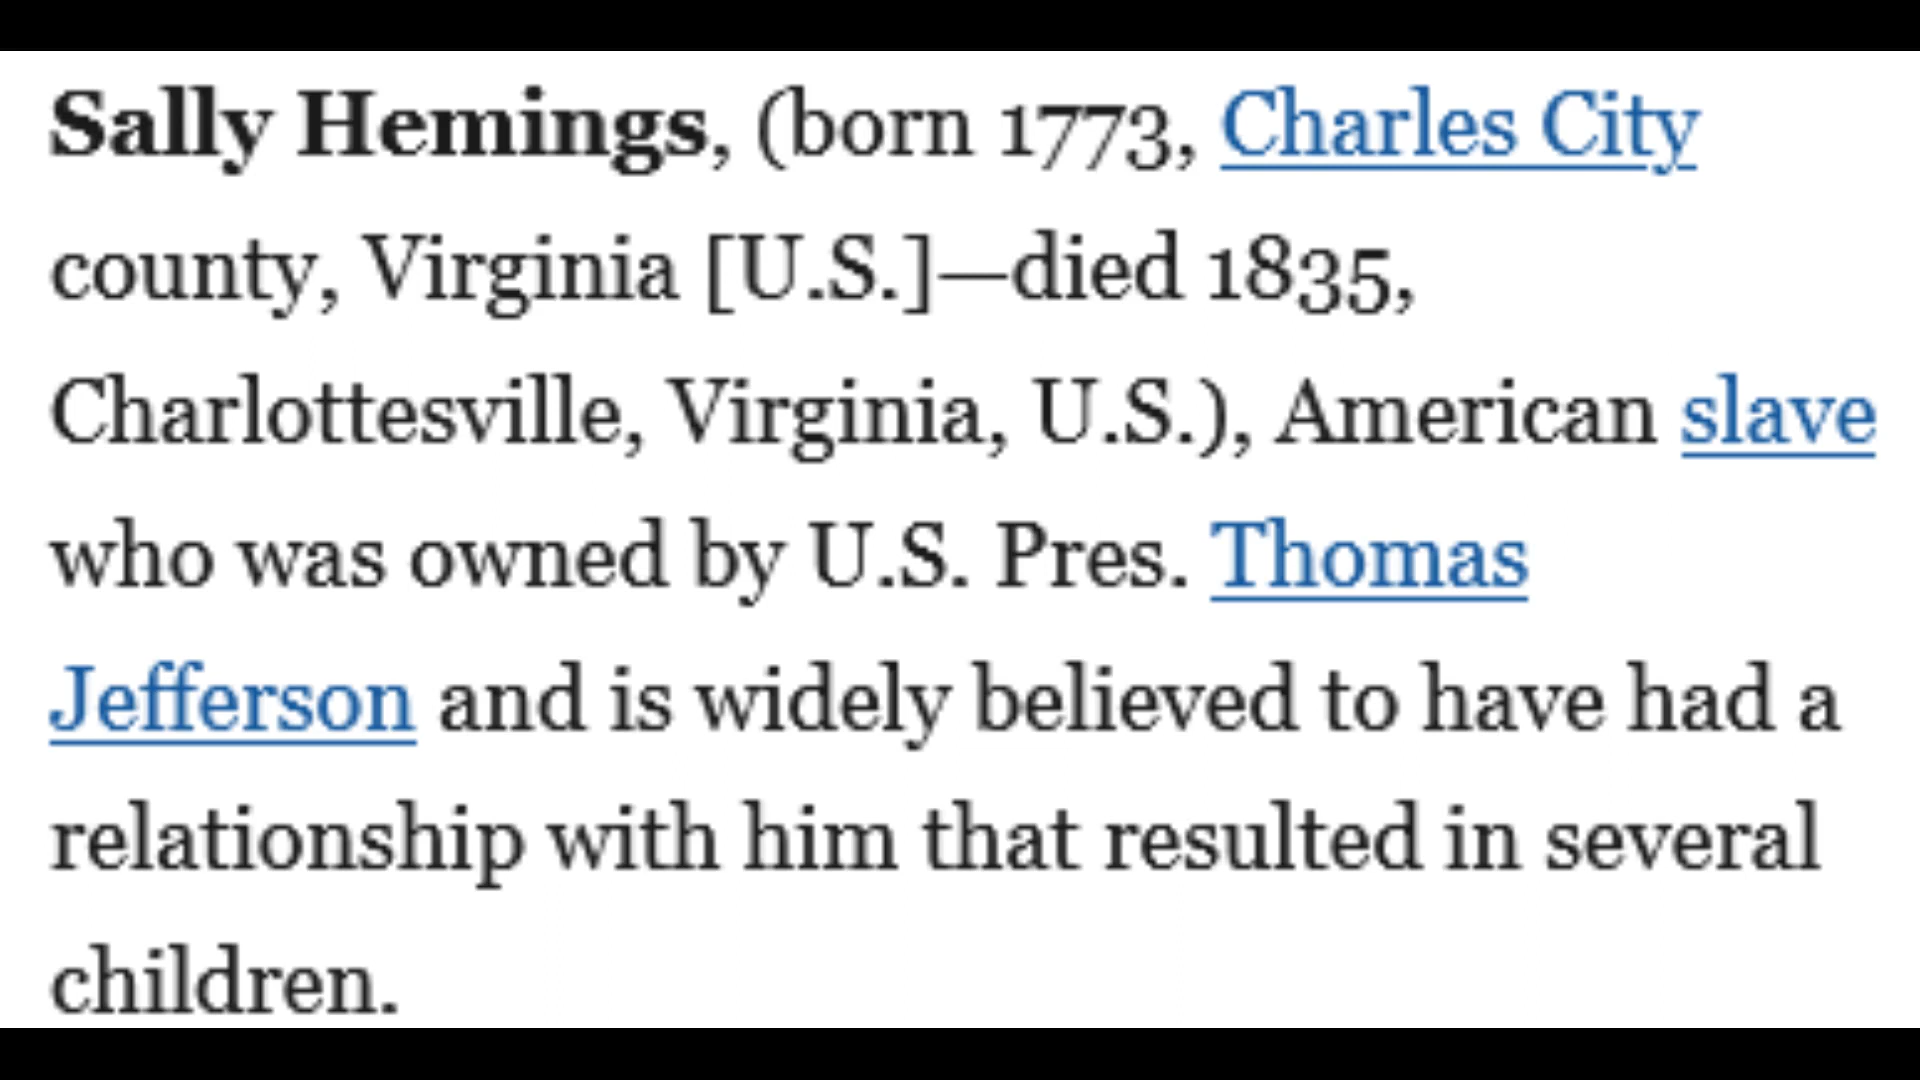 Sally Hemings, (born 1773, Charles City
county, Virginia [U.S.]—died 1835,
Charlottesville, Virginia, U.S.), American slave
who was owned by U.S. Pres. Thomas
Jefferson and is widely believed to have had a
relationship with him that resulted in several
children.